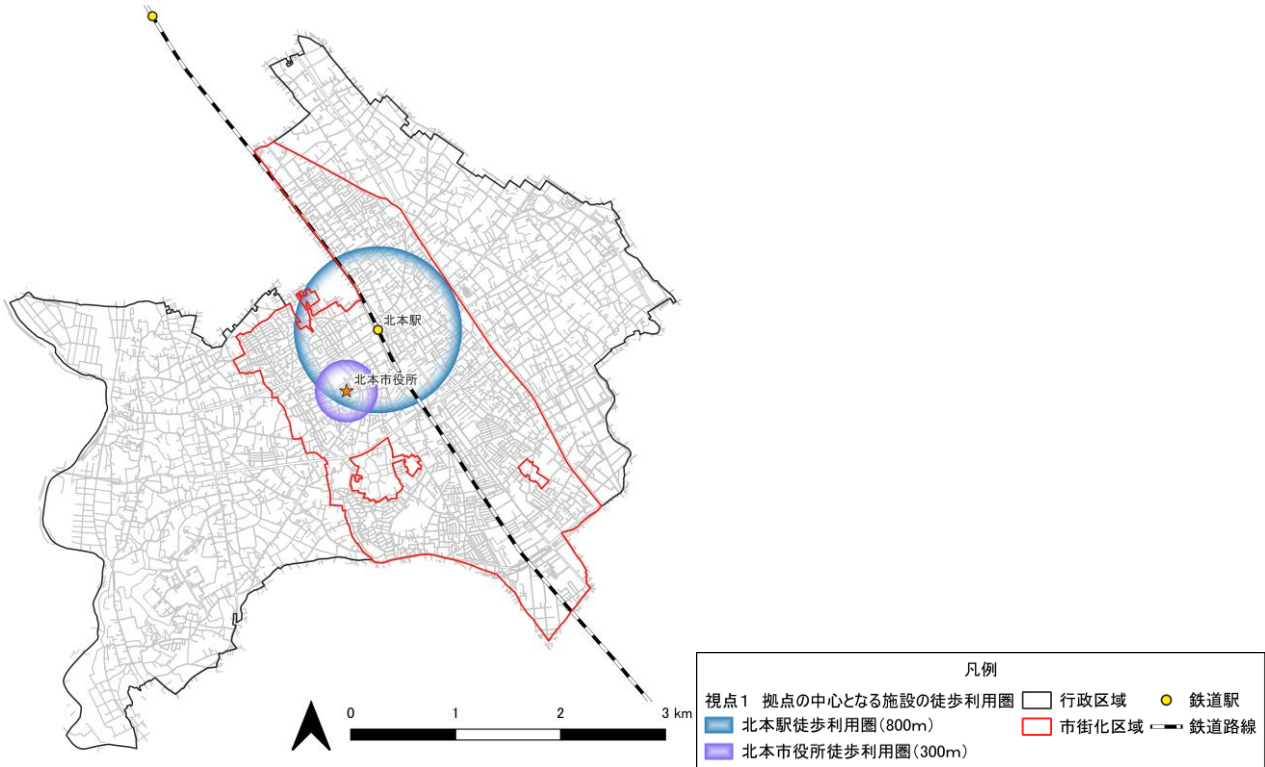 北本駅
北本市役所
0 1 2 3 km
凡例
視点1 拠点の中心となる施設の徒歩利用圏
北本駅徒歩利用圏(800m)
北本市役所徒歩利用圏(300m)
行政区域
市街化区域
鉄道駅
鉄道路線